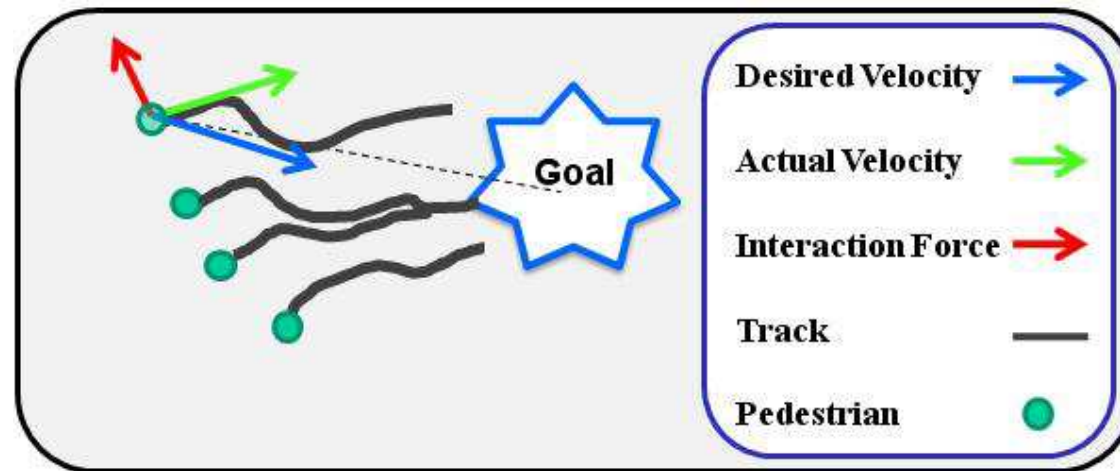 Goal
Desired Velocity
Actual Velocity
Interaction Force
Track
Pedestrian